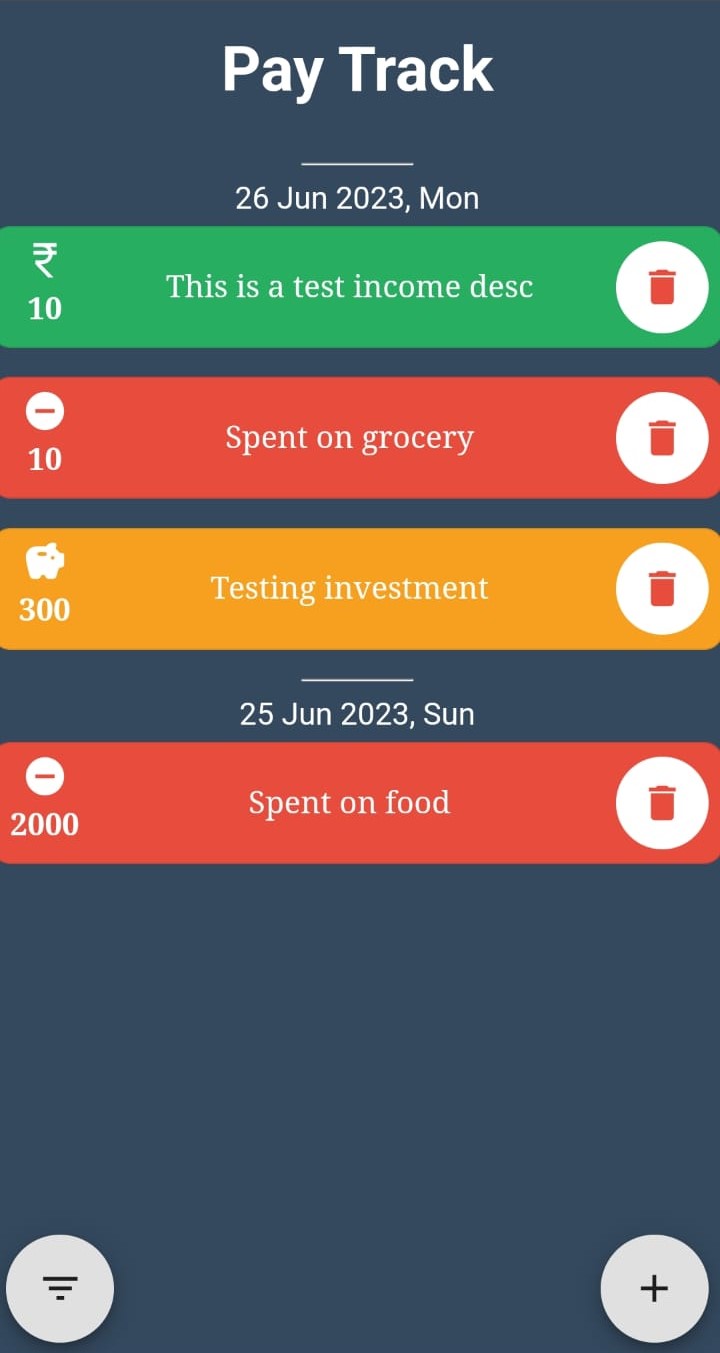 Pay Track
26 Jun 2023, Mon
₹
10
This is a test income desc
10
Spent on grocery
300
Testing investment
25 Jun 2023, Sun
2000
Spent on food